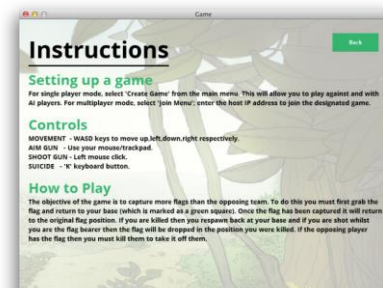 Game
Back
Instructions
Setting up a game
For single player mode, select 'Create Game' from the main menu. This will allow you to play against and with
AI players. For multiplayer mode, select 'Join Menu'; enter the host IP address to join the designated game.
Controls
MOVEMENT - WASD keys to move up,left,down,right respectively.
AIM GUN - Use your mouse/trackpad.
SHOOT GUN - Left mouse click.
SUICIDE - 'K' keyboard button.
How to Play
The objective of the game is to capture more flags than the opposing team. To do this you must first grab the
flag and return to your base (which is marked as a green square). Once the flag has been captured it will return
to the original flag position. If you are killed then you respawn back at your base and if you are shot whilst
you are the flag bearer then the flag will be dropped in the position you were killed. If the opposing player
has the flag then you must kill them to take it off them.